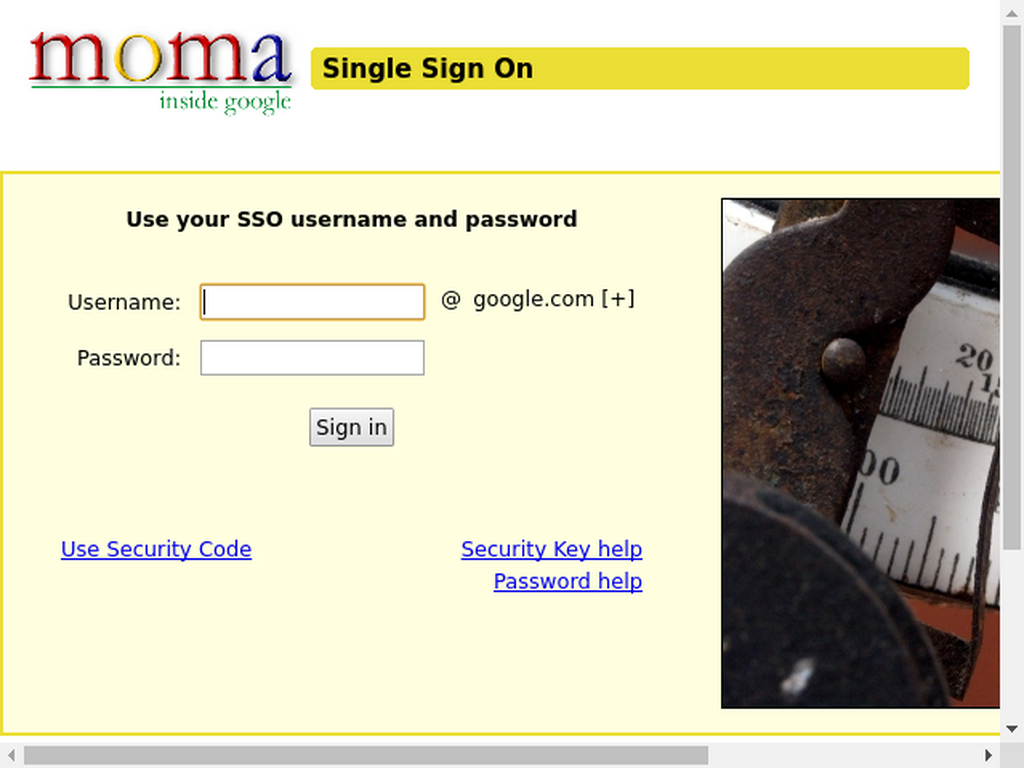 moma
inside google
Single Sign On
Use your SSO username and password
Username: @ google.com [+]
Password:
Sign in
Use Security Code
Security Key help
Password help
20
00